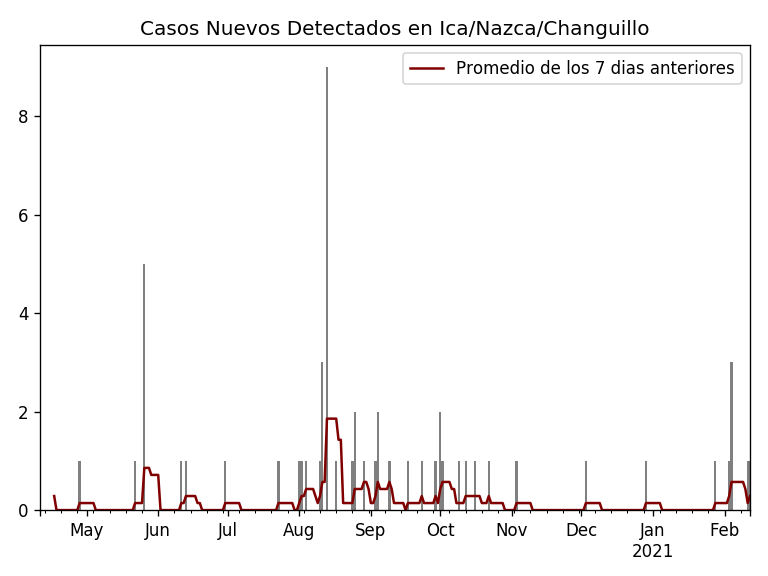 Casos Nuevos Detectados en Ica/Nazca/Changuillo
Promedio de los 7 dias anteriores
8
6
4
2
0
May Jun Jul Aug Sep Oct Nov Dec Jan Feb
2021